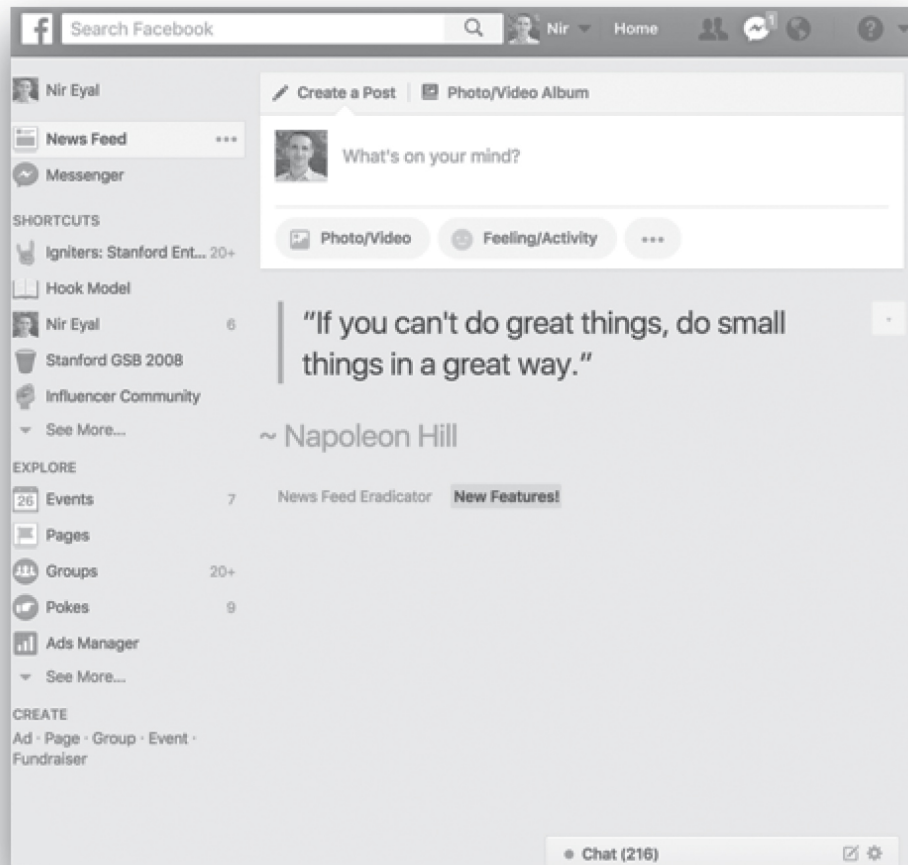 f Search Facebook Nir Home 1 ?
Nir Eyal
News Feed
Messenger
SHORTCUTS
Igniters: Stanford Ent... 20+
Hook Model
Nir Eyal 6
Stanford GSB 2008
Influencer Community
See More...
EXPLORE
26 Events 7
Pages
Groups 20+
Pokes 9
Ads Manager
See More...
CREATE
Ad · Page · Group · Event ·
Fundraiser
Create a Post Photo/Video Album
What's on your mind?
Photo/Video Feeling/Activity
"If you can't do great things, do small
things in a great way."
~ Napoleon Hill
News Feed Eradicator New Features!
Chat (216)